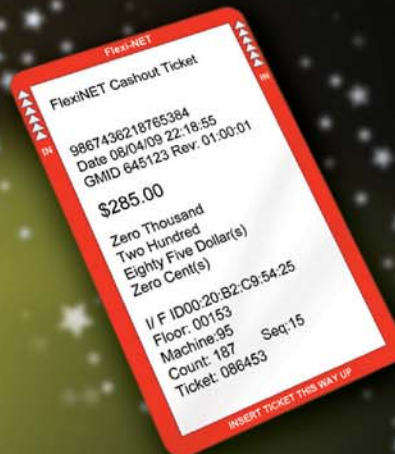 Flexi-NET
IN
IN
FlexiNET Cashout Ticket
9867436218765384
Date 08/04/09 22:18:55
GMID 645123 Rev: 01:00:01
$285.00
Zero Thousand
Two Hundred
Eighty Five Dollar(s)
Zero Cent(s)
I/ F ID00:20:B2:C9:54:25
Floor: 00153
Machine:95
Count: 187 Seq:15
Ticket: 086453
INSERT TICKET THIS WAY UP